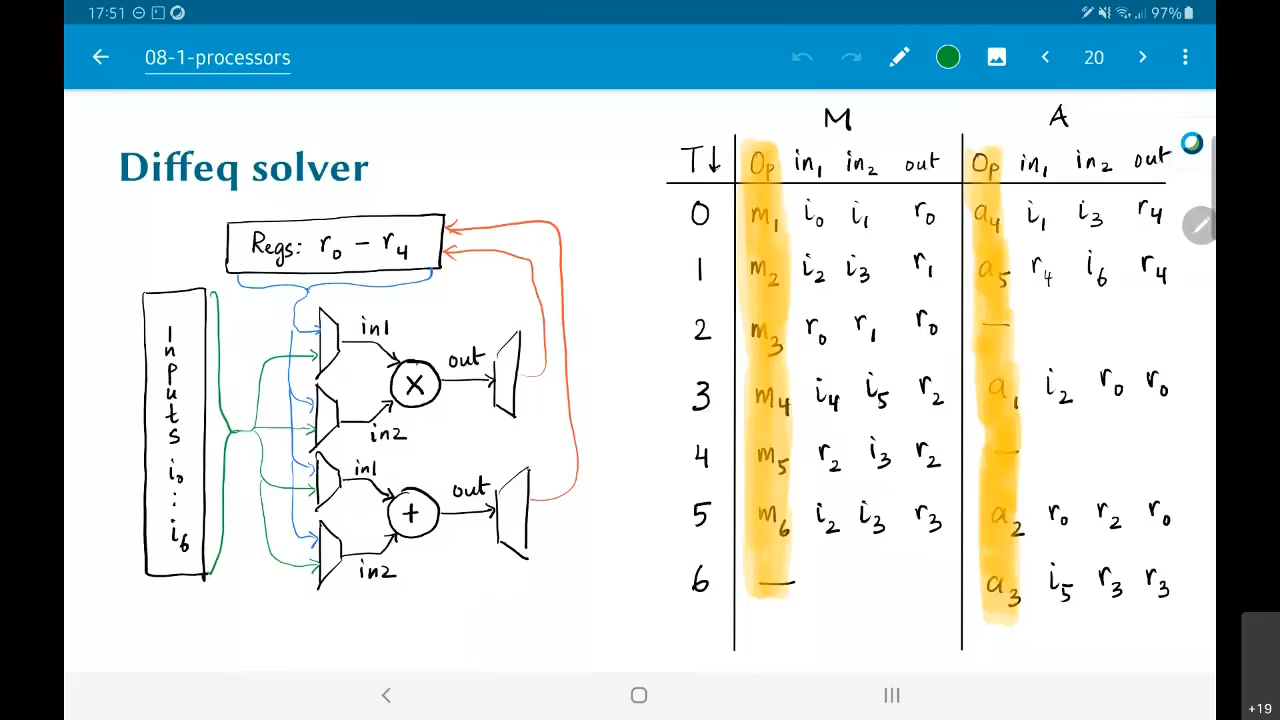 17:51 97%
08-1-processors 20
Diffeq solver
Regs: r₀ - r₄
Inputs i₀ ⋮ i₆
in1
out
×
in2
in1
out
+
in2
M A
T↓ Op in₁ in₂ out Op in₁ in₂ out
0 m₁ i₀ i₁ r₀ a₄ i₁ i₃ r₄
1 m₂ i₂ i₃ r₁ a₅ r₄ i₆ r₄
2 m₃ r₀ r₁ r₀ —
3 m₄ i₄ i₅ r₂ a₁ i₂ r₀ r₀
4 m₅ r₂ i₃ r₂ —
5 m₆ i₂ i₃ r₃ a₂ r₀ r₂ r₀
6 — a₃ i₅ r₃ r₃
+19